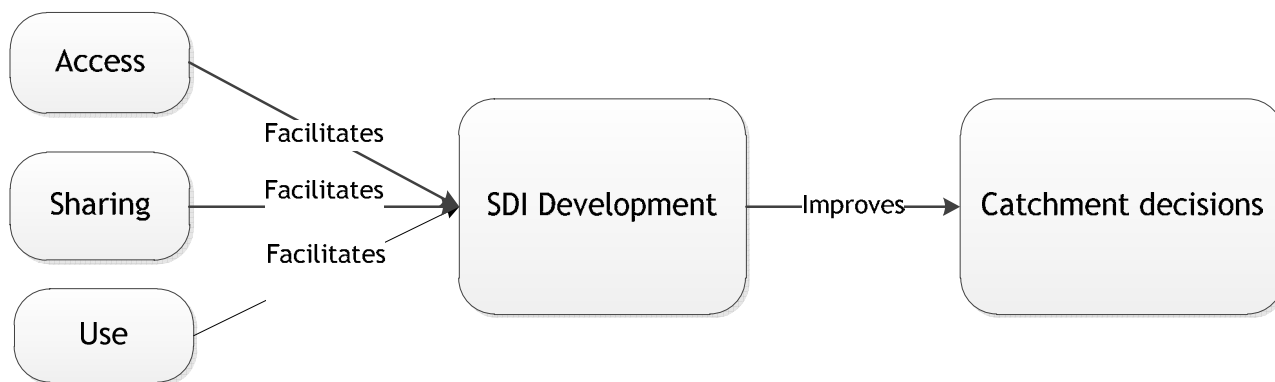 Access
Facilitates
Sharing
Facilitates
SDI Development
Improves
Catchment decisions
Facilitates
Use